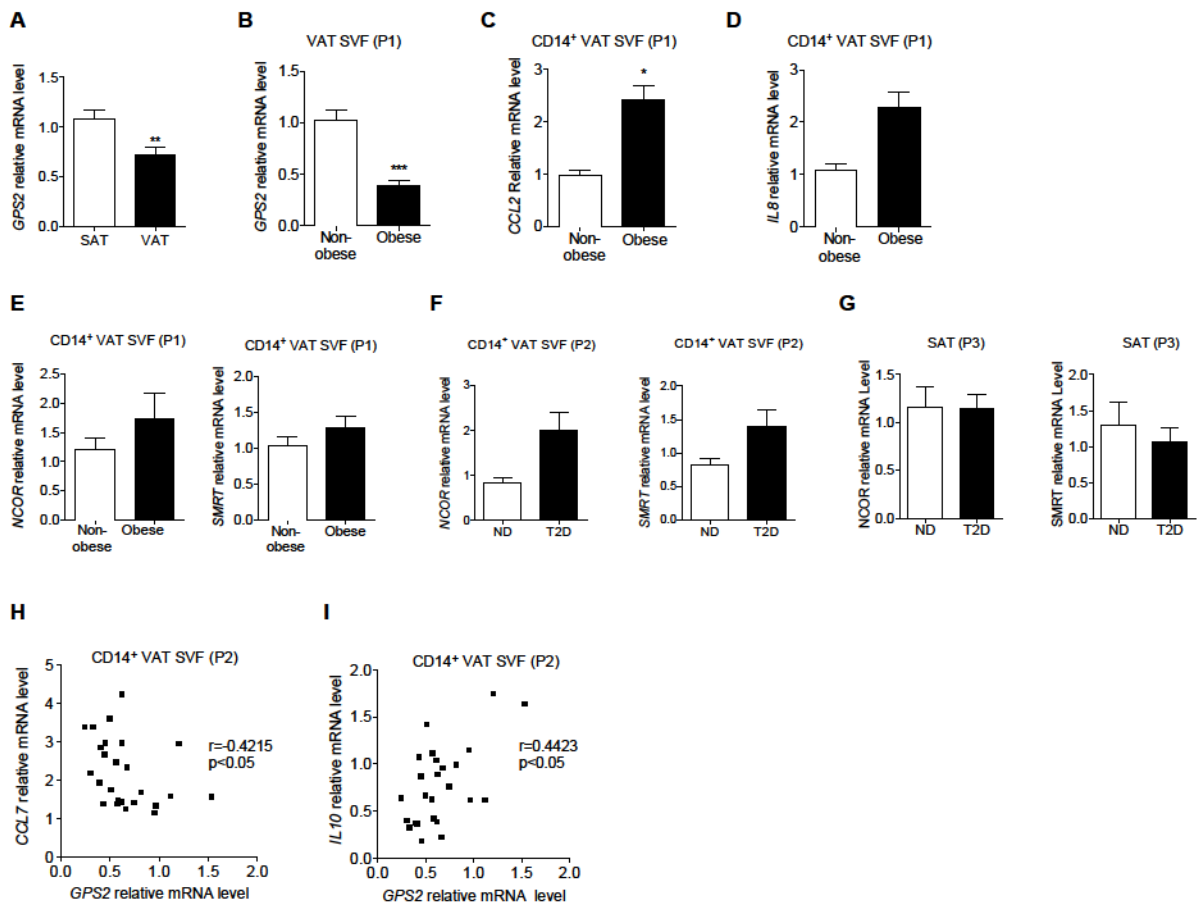 A
GPS2 relative mRNA level
1.5
1.0
0.5
0.0
**
SAT
VAT
B
VAT SVF (P1)
GPS2 relative mRNA level
1.5
1.0
0.5
0.0
***
Non-
obese
Obese
C
CD14+ VAT SVF (P1)
CCL2 Relative mRNA level
3
2
1
0
*
Non-
obese
Obese
D
CD14+ VAT SVF (P1)
IL8 relative mRNA level
3
2
1
0
Non-
obese
Obese
E
CD14+ VAT SVF (P1)
NCOR relative mRNA level
2.5
2.0
1.5
1.0
0.5
0.0
Non-
obese
Obese
CD14+ VAT SVF (P1)
SMRT relative mRNA level
2.0
1.5
1.0
0.5
0.0
Non-
obese
Obese
F
CD14+ VAT SVF (P2)
NCOR relative mRNA level
3
2
1
0
ND
T2D
CD14+ VAT SVF (P2)
SMRT relative mRNA level
2.0
1.5
1.0
0.5
0.0
ND
T2D
G
SAT (P3)
NCOR relative mRNA Level
1.5
1.0
0.5
0.0
ND
T2D
SAT (P3)
SMRT relative mRNA Level
2.0
1.5
1.0
0.5
0.0
ND
T2D
H
CD14+ VAT SVF (P2)
CCL7 relative mRNA level
5
4
3
2
1
0
r=-0.4215
p<0.05
0.0 0.5 1.0 1.5 2.0
GPS2 relative mRNA level
I
CD14+ VAT SVF (P2)
IL10 relative mRNA level
2.0
1.5
1.0
0.5
0.0
r=0.4423
p<0.05
0.0 0.5 1.0 1.5 2.0
GPS2 relative mRNA level